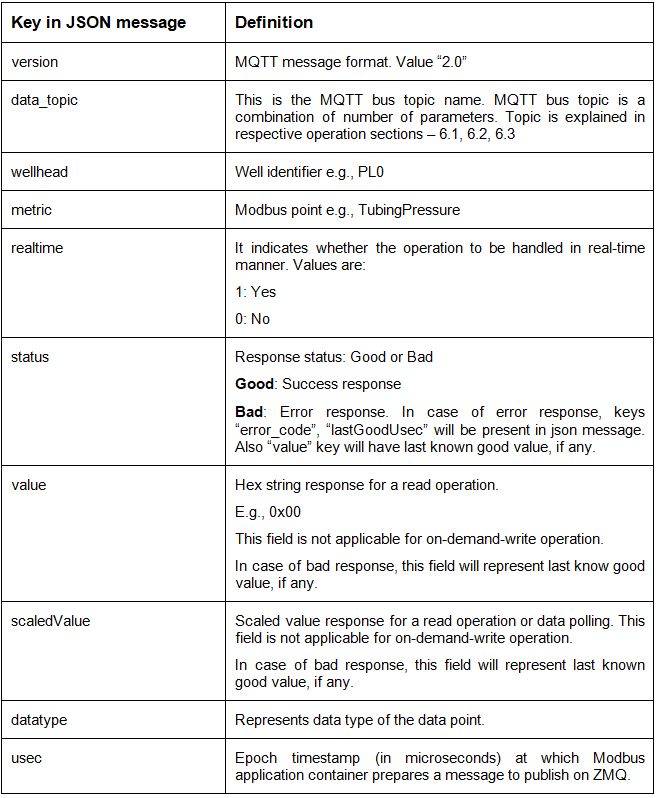 Key in JSON message
Definition
version
MQTT message format. Value “2.0”
data_topic
This is the MQTT bus topic name. MQTT bus topic is a
combination of number of parameters. Topic is explained in
respective operation sections – 6.1, 6.2, 6.3
wellhead
Well identifier e.g., PL0
metric
Modbus point e.g., TubingPressure
realtime
It indicates whether the operation to be handled in real-time
manner. Values are:
1: Yes
0: No
status
Response status: Good or Bad
Good: Success response
Bad: Error response. In case of error response, keys
“error_code”, “lastGoodUsec” will be present in json message.
Also “value” key will have last known good value, if any.
value
Hex string response for a read operation.
E.g., 0x00
This field is not applicable for on-demand-write operation.
In case of bad response, this field will represent last know good
value, if any.
scaledValue
Scaled value response for a read operation or data polling. This
field is not applicable for on-demand-write operation.
In case of bad response, this field will represent last known
good value, if any.
datatype
Represents data type of the data point.
usec
Epoch timestamp (in microseconds) at which Modbus
application container prepares a message to publish on ZMQ.